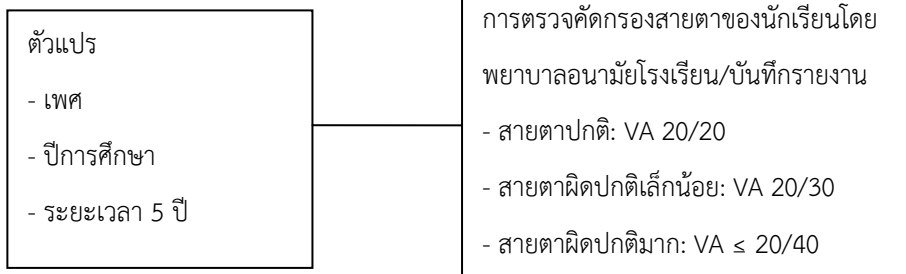 ตัวแปร
- เพศ
- ปีการศึกษา
- ระยะเวลา 5 ปี
การตรวจคัดกรองสายตาของนักเรียนโดย
พยาบาลอนามัยโรงเรียน/บันทึกรายงาน
- สายตาปกติ: VA 20/20
- สายตาผิดปกติเล็กน้อย: VA 20/30
- สายตาผิดปกติมาก: VA ≤ 20/40